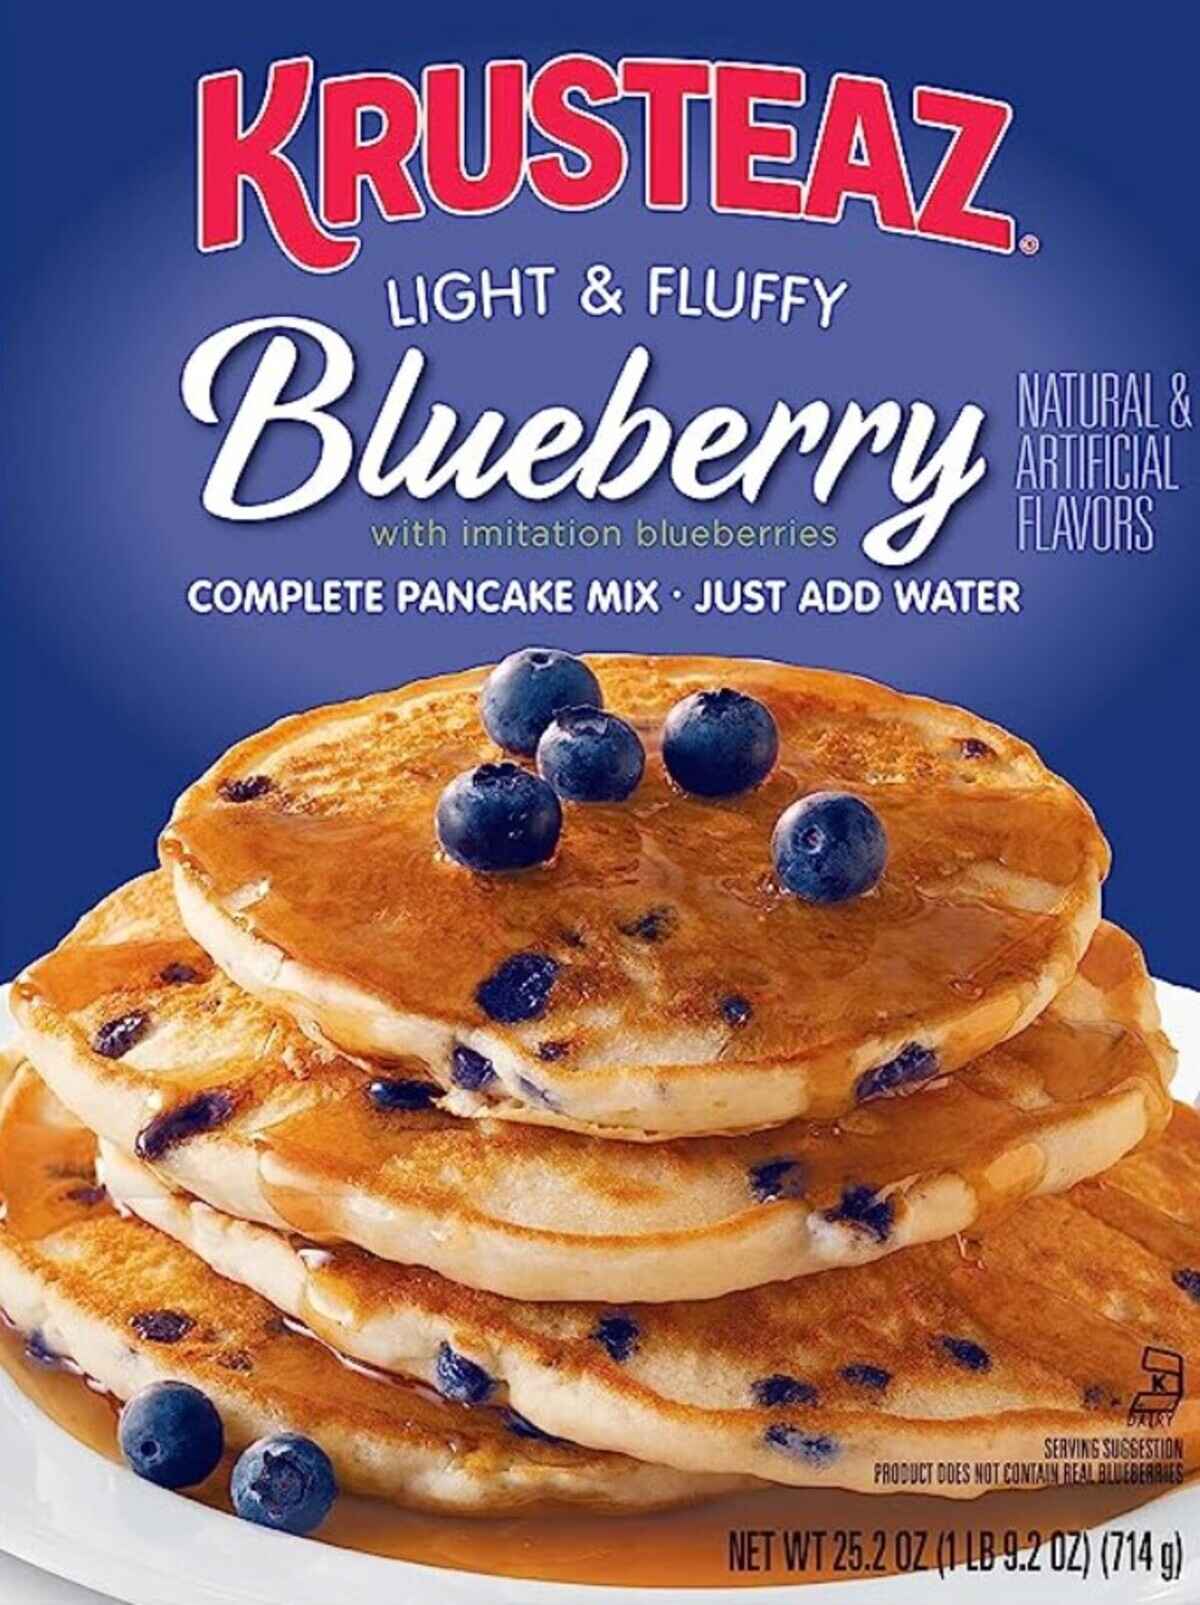 KRUSTEAZ®
LIGHT & FLUFFY
Blueberry
NATURAL &
ARTIFICIAL
FLAVORS
with imitation blueberries
COMPLETE PANCAKE MIX • JUST ADD WATER
K
DAIRY
SERVING SUGGESTION
PRODUCT DOES NOT CONTAIN REAL BLUEBERRIES
NET WT 25.2 OZ (1 LB 9.2 OZ) (714 g)